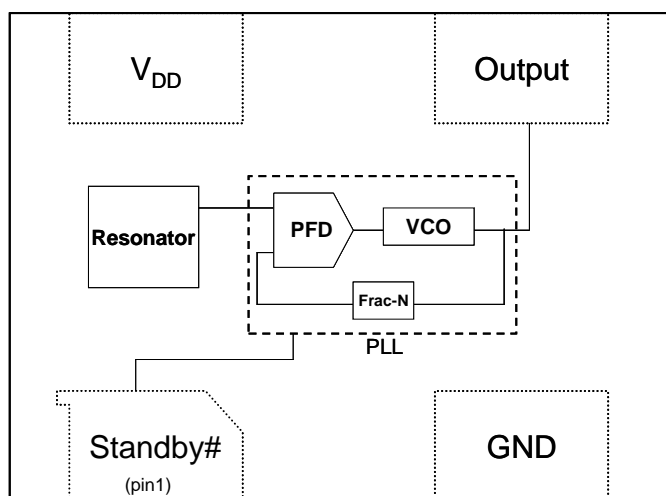 VDD
Output
Resonator
PFD
VCO
Frac-N
PLL
Standby#
(pin1)
GND